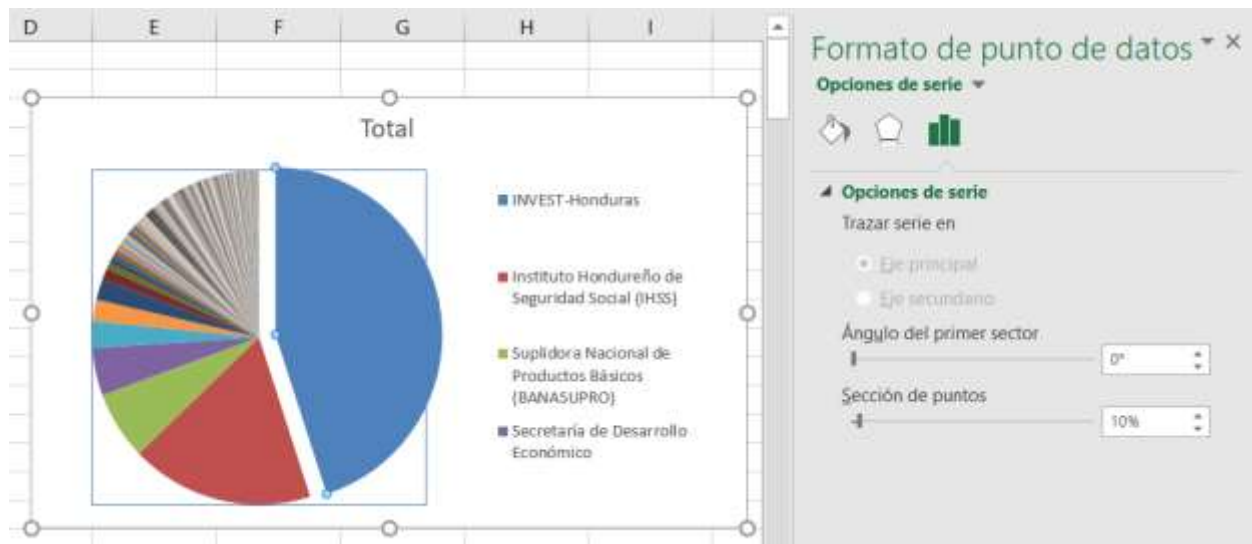 D E F G H I
Total
INVEST-Honduras
Instituto Hondureño de
Seguridad Social (IHSS)
Suplidora Nacional de
Productos Básicos
(BANASUPRO)
Secretaría de Desarrollo
Económico
Formato de punto de datos
Opciones de serie
Opciones de serie
Trazar serie en
Eje principal
Eje secundario
Ángulo del primer sector
0°
Sección de puntos
10%